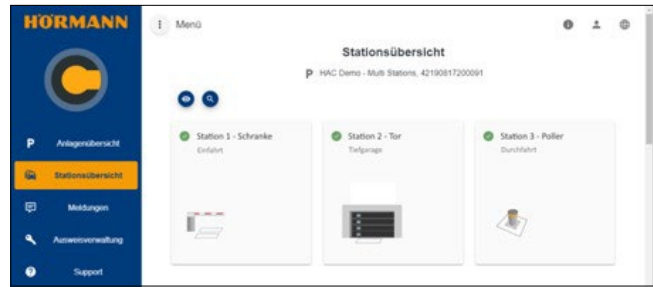 HÖRMANN
Menü
Stationsübersicht
P HAC Demo - Multi Stations, 42190817200091
Station 1 - Schranke
Einfahrt
Station 2 - Tor
Tiefgarage
Station 3 - Poller
Durchfahrt
P Anlagenübersicht
Stationsübersicht
Meldungen
Ausweisverwaltung
Support